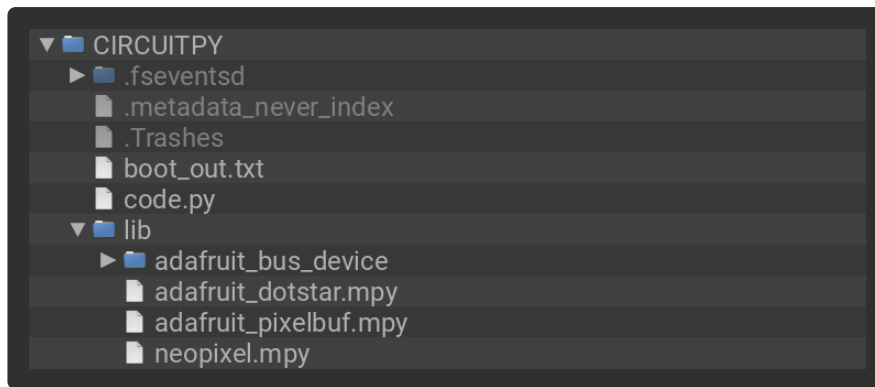 CIRCUITPY
.fseventsd
.metadata_never_index
.Trashes
boot_out.txt
code.py
lib
adafruit_bus_device
adafruit_dotstar.mpy
adafruit_pixelbuf.mpy
neopixel.mpy